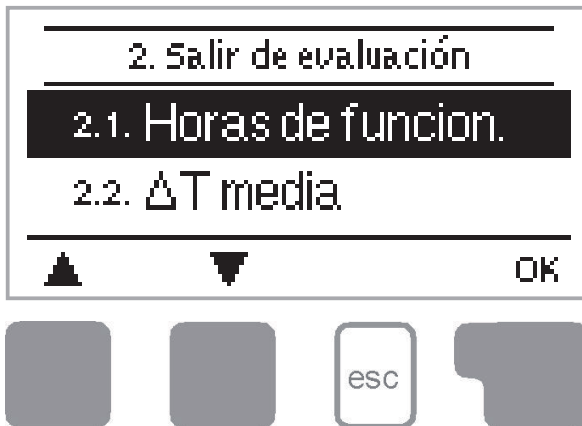 2. Salir de evaluación
2.1. Horas de funcion.
2.2. ΔT media
▲ ▼ OK
esc